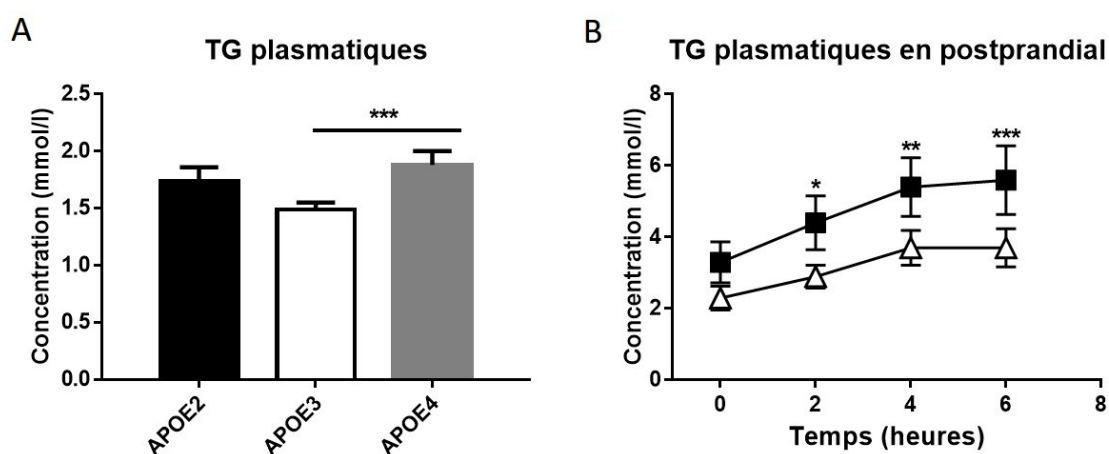 A
TG plasmatiques
Concentration (mmol/l)
2.5
2.0
1.5
1.0
0.5
0.0
***
APOE2
APOE3
APOE4
B
TG plasmatiques en postprandial
Concentration (mmol/l)
8
6
4
2
0
*
**
***
0 2 4 6 8
Temps (heures)